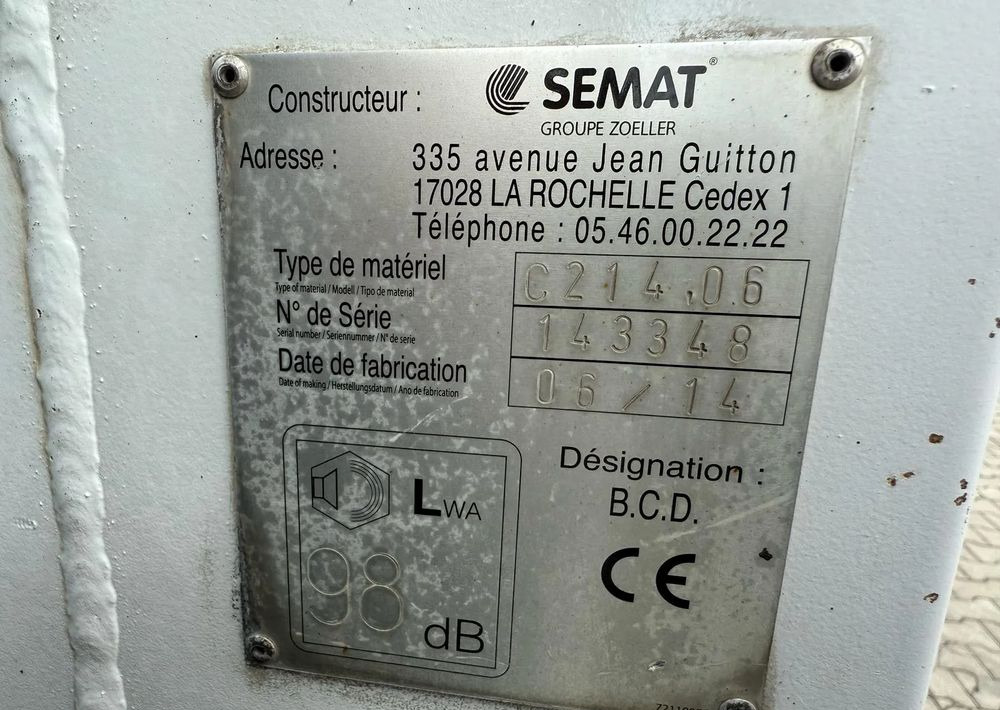 Constructeur : SEMAT®
GROUPE ZOELLER
Adresse : 335 avenue Jean Guitton
17028 LA ROCHELLE Cedex 1
Téléphone : 05.46.00.22.22
Type de matériel C214.06
Type of material / Modell / Tipo de material
N° de Série 143348
Serial number / Seriennummer / N° de serie
Date de fabrication 06/14
Date of making / Herstellungsdatum / Ano de fabrication
Désignation :
LWA B.C.D.
CE
98 dB